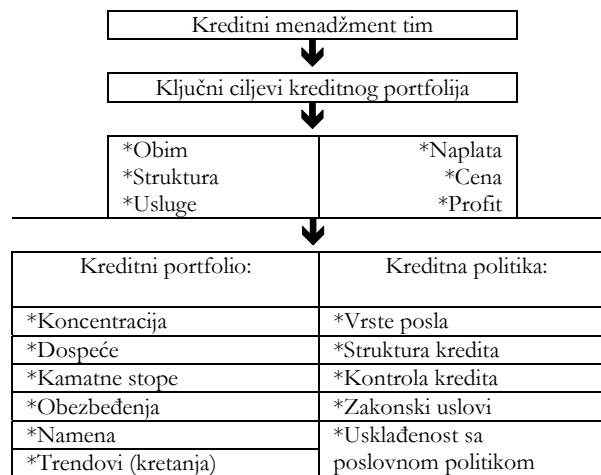 Kreditni menadžment tim
Ključni ciljevi kreditnog portfolija
*Obim
*Struktura
*Usluge
*Naplata
*Cena
*Profit
Kreditni portfolio:
*Koncentracija
*Dospeće
*Kamatne stope
*Obezbeđenja
*Namena
*Trendovi (kretanja)
Kreditna politika:
*Vrste posla
*Struktura kredita
*Kontrola kredita
*Zakonski uslovi
*Usklađenost sa
poslovnom politikom